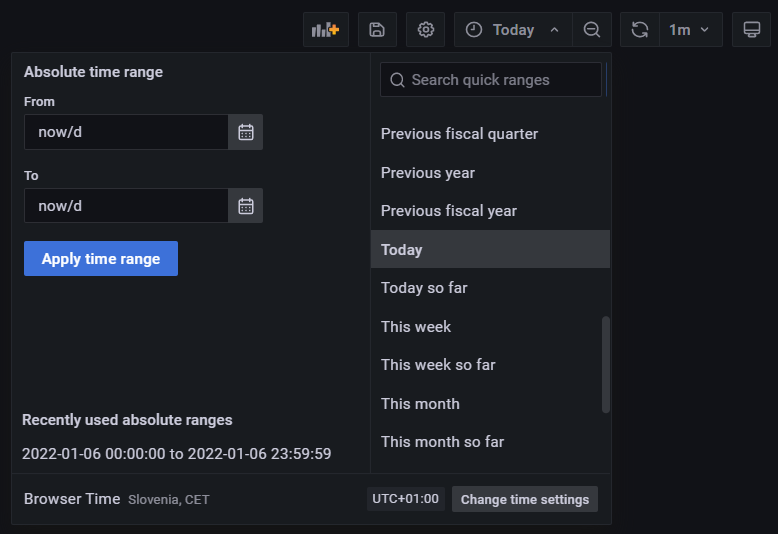 Today
1m
Absolute time range
From
now/d
To
now/d
Apply time range
Recently used absolute ranges
2022-01-06 00:00:00 to 2022-01-06 23:59:59
Search quick ranges
Previous fiscal quarter
Previous year
Previous fiscal year
Today
Today so far
This week
This week so far
This month
This month so far
Browser Time Slovenia, CET
UTC+01:00
Change time settings